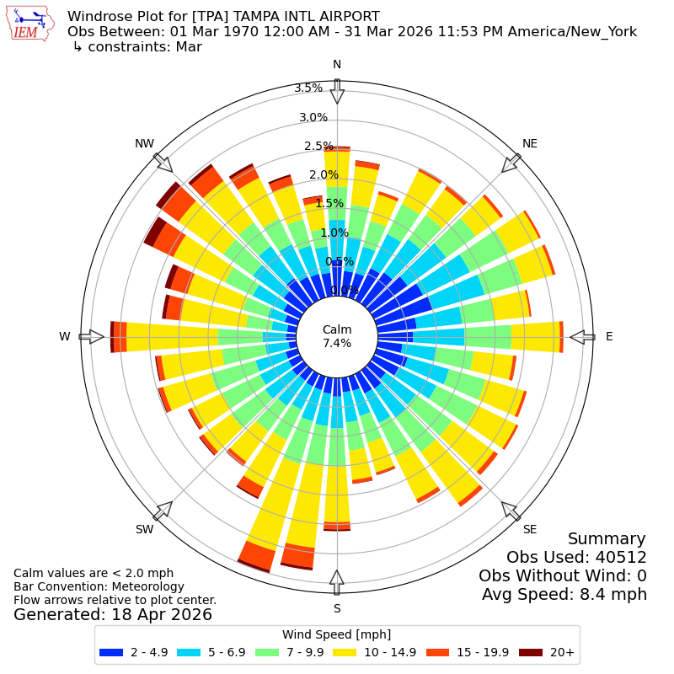 IEM
Windrose Plot for [TPA] TAMPA INTL AIRPORT
Obs Between: 01 Mar 1970 12:00 AM - 31 Mar 2026 11:53 PM America/New_York
↳ constraints: Mar
N
3.5%
3.0%
2.5%
2.0%
1.5%
1.0%
0.5%
0.0%
NW
NE
W
Calm
7.4%
E
SW
SE
S
Summary
Obs Used: 40512
Obs Without Wind: 0
Avg Speed: 8.4 mph
Calm values are < 2.0 mph
Bar Convention: Meteorology
Flow arrows relative to plot center.
Generated: 18 Apr 2026
Wind Speed [mph]
2 - 4.9 5 - 6.9 7 - 9.9 10 - 14.9 15 - 19.9 20+